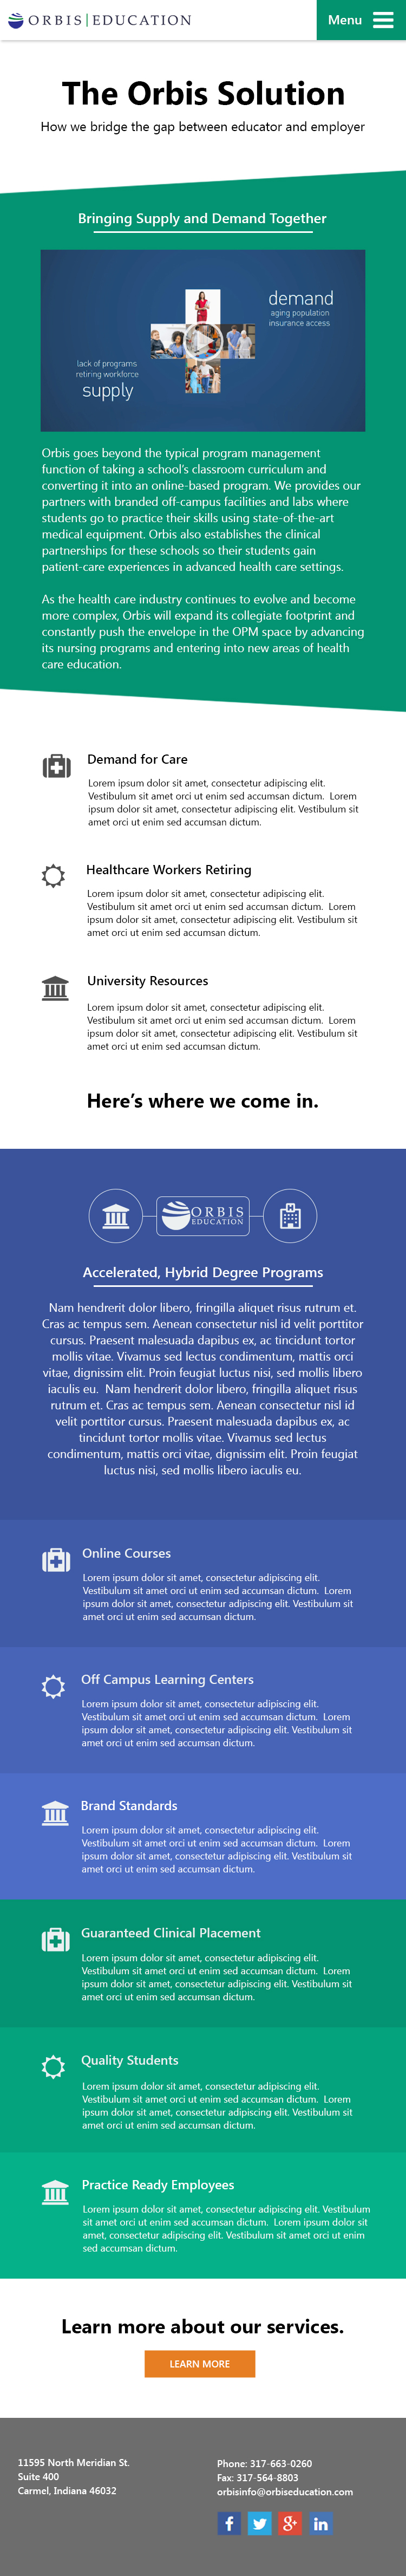 ORBIS|EDUCATION
Menu
The Orbis Solution
How we bridge the gap between educator and employer
Bringing Supply and Demand Together
demand
aging population
insurance access
lack of programs
retiring workforce
supply
Orbis goes beyond the typical program management
function of taking a school's classroom curriculum and
converting it into an online-based program. We provides our
partners with branded off-campus facilities and labs where
students go to practice their skills using state-of-the-art
medical equipment. Orbis also establishes the clinical
partnerships for these schools so their students gain
patient-care experiences in advanced health care settings.
As the health care industry continues to evolve and become
more complex, Orbis will expand its collegiate footprint and
constantly push the envelope in the OPM space by advancing
its nursing programs and entering into new areas of health
care education.
Demand for Care
Lorem ipsum dolor sit amet, consectetur adipiscing elit.
Vestibulum sit amet orci ut enim sed accumsan dictum.  Lorem
ipsum dolor sit amet, consectetur adipiscing elit. Vestibulum sit
amet orci ut enim sed accumsan dictum.
Healthcare Workers Retiring
Lorem ipsum dolor sit amet, consectetur adipiscing elit.
Vestibulum sit amet orci ut enim sed accumsan dictum.  Lorem
ipsum dolor sit amet, consectetur adipiscing elit. Vestibulum sit
amet orci ut enim sed accumsan dictum.
University Resources
Lorem ipsum dolor sit amet, consectetur adipiscing elit.
Vestibulum sit amet orci ut enim sed accumsan dictum.  Lorem
ipsum dolor sit amet, consectetur adipiscing elit. Vestibulum sit
amet orci ut enim sed accumsan dictum.
Here's where we come in.
ORBIS
EDUCATION
Accelerated, Hybrid Degree Programs
Nam hendrerit dolor libero, fringilla aliquet risus rutrum et.
Cras ac tempus sem. Aenean consectetur nisl id velit porttitor
cursus. Praesent malesuada dapibus ex, ac tincidunt tortor
mollis vitae. Vivamus sed lectus condimentum, mattis orci
vitae, dignissim elit. Proin feugiat luctus nisi, sed mollis libero
iaculis eu.  Nam hendrerit dolor libero, fringilla aliquet risus
rutrum et. Cras ac tempus sem. Aenean consectetur nisl id
velit porttitor cursus. Praesent malesuada dapibus ex, ac
tincidunt tortor mollis vitae. Vivamus sed lectus
condimentum, mattis orci vitae, dignissim elit. Proin feugiat
luctus nisi, sed mollis libero iaculis eu.
Online Courses
Lorem ipsum dolor sit amet, consectetur adipiscing elit.
Vestibulum sit amet orci ut enim sed accumsan dictum.  Lorem
ipsum dolor sit amet, consectetur adipiscing elit. Vestibulum sit
amet orci ut enim sed accumsan dictum.
Off Campus Learning Centers
Lorem ipsum dolor sit amet, consectetur adipiscing elit.
Vestibulum sit amet orci ut enim sed accumsan dictum.  Lorem
ipsum dolor sit amet, consectetur adipiscing elit. Vestibulum sit
amet orci ut enim sed accumsan dictum.
Brand Standards
Lorem ipsum dolor sit amet, consectetur adipiscing elit.
Vestibulum sit amet orci ut enim sed accumsan dictum.  Lorem
ipsum dolor sit amet, consectetur adipiscing elit. Vestibulum sit
amet orci ut enim sed accumsan dictum.
Guaranteed Clinical Placement
Lorem ipsum dolor sit amet, consectetur adipiscing elit.
Vestibulum sit amet orci ut enim sed accumsan dictum.  Lorem
ipsum dolor sit amet, consectetur adipiscing elit. Vestibulum sit
amet orci ut enim sed accumsan dictum.
Quality Students
Lorem ipsum dolor sit amet, consectetur adipiscing elit.
Vestibulum sit amet orci ut enim sed accumsan dictum.  Lorem
ipsum dolor sit amet, consectetur adipiscing elit. Vestibulum sit
amet orci ut enim sed accumsan dictum.
Practice Ready Employees
Lorem ipsum dolor sit amet, consectetur adipiscing elit. Vestibulum
sit amet orci ut enim sed accumsan dictum.  Lorem ipsum dolor sit
amet, consectetur adipiscing elit. Vestibulum sit amet orci ut enim
sed accumsan dictum.
Learn more about our services.
LEARN MORE
11595 North Meridian St.
Suite 400
Carmel, Indiana 46032
Phone: 317-663-0260
Fax: 317-564-8803
orbisinfo@orbiseducation.com